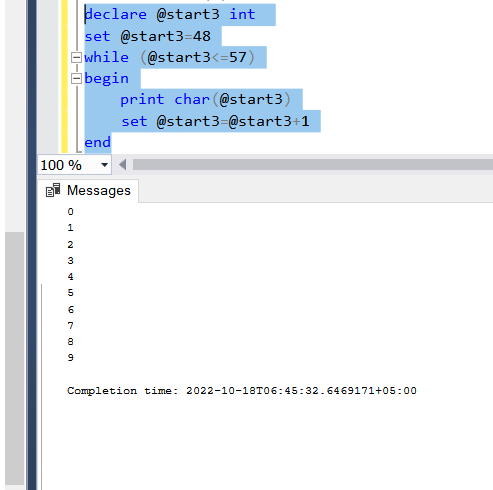 declare @start3 int
set @start3=48
while (@start3<=57)
begin
print char(@start3)
set @start3=@start3+1
end
100 %
Messages
0
1
2
3
4
5
6
7
8
9
Completion time: 2022-10-18T06:45:32.6469171+05:00